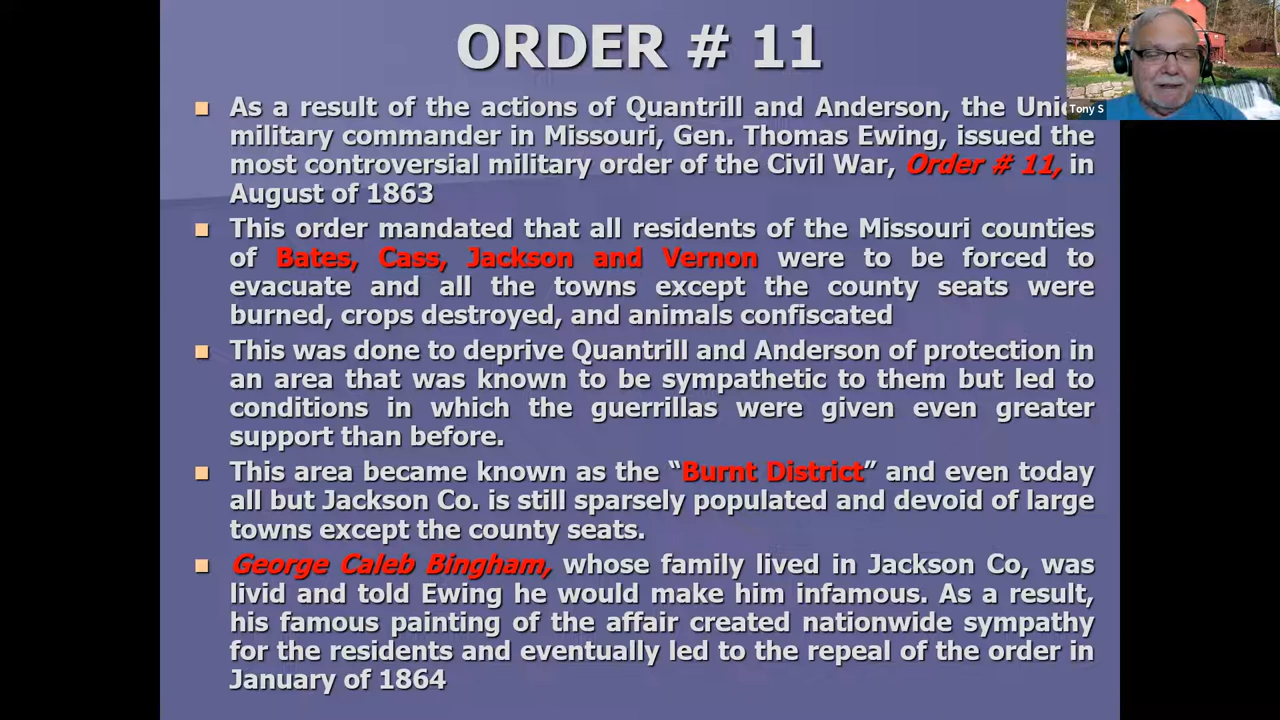 ORDER # 11
As a result of the actions of Quantrill and Anderson, the
military commander in Missouri, Gen. Thomas Ewing, issued the
most controversial military order of the Civil War, Order # 11, in
August of 1863
This order mandated that all residents of the Missouri counties
of Bates, Cass, Jackson and Vernon were to be forced to
evacuate and all the towns except the county seats were
burned, crops destroyed, and animals confiscated
This was done to deprive Quantrill and Anderson of protection in
an area that was known to be sympathetic to them but led to
conditions in which the guerrillas were given even greater
support than before.
This area became known as the “Burnt District” and even today
all but Jackson Co. is still sparsely populated and devoid of large
towns except the county seats.
George Caleb Bingham, whose family lived in Jackson Co, was
livid and told Ewing he would make him infamous. As a result,
his famous painting of the affair created nationwide sympathy
for the residents and eventually led to the repeal of the order in
January of 1864
Tony S